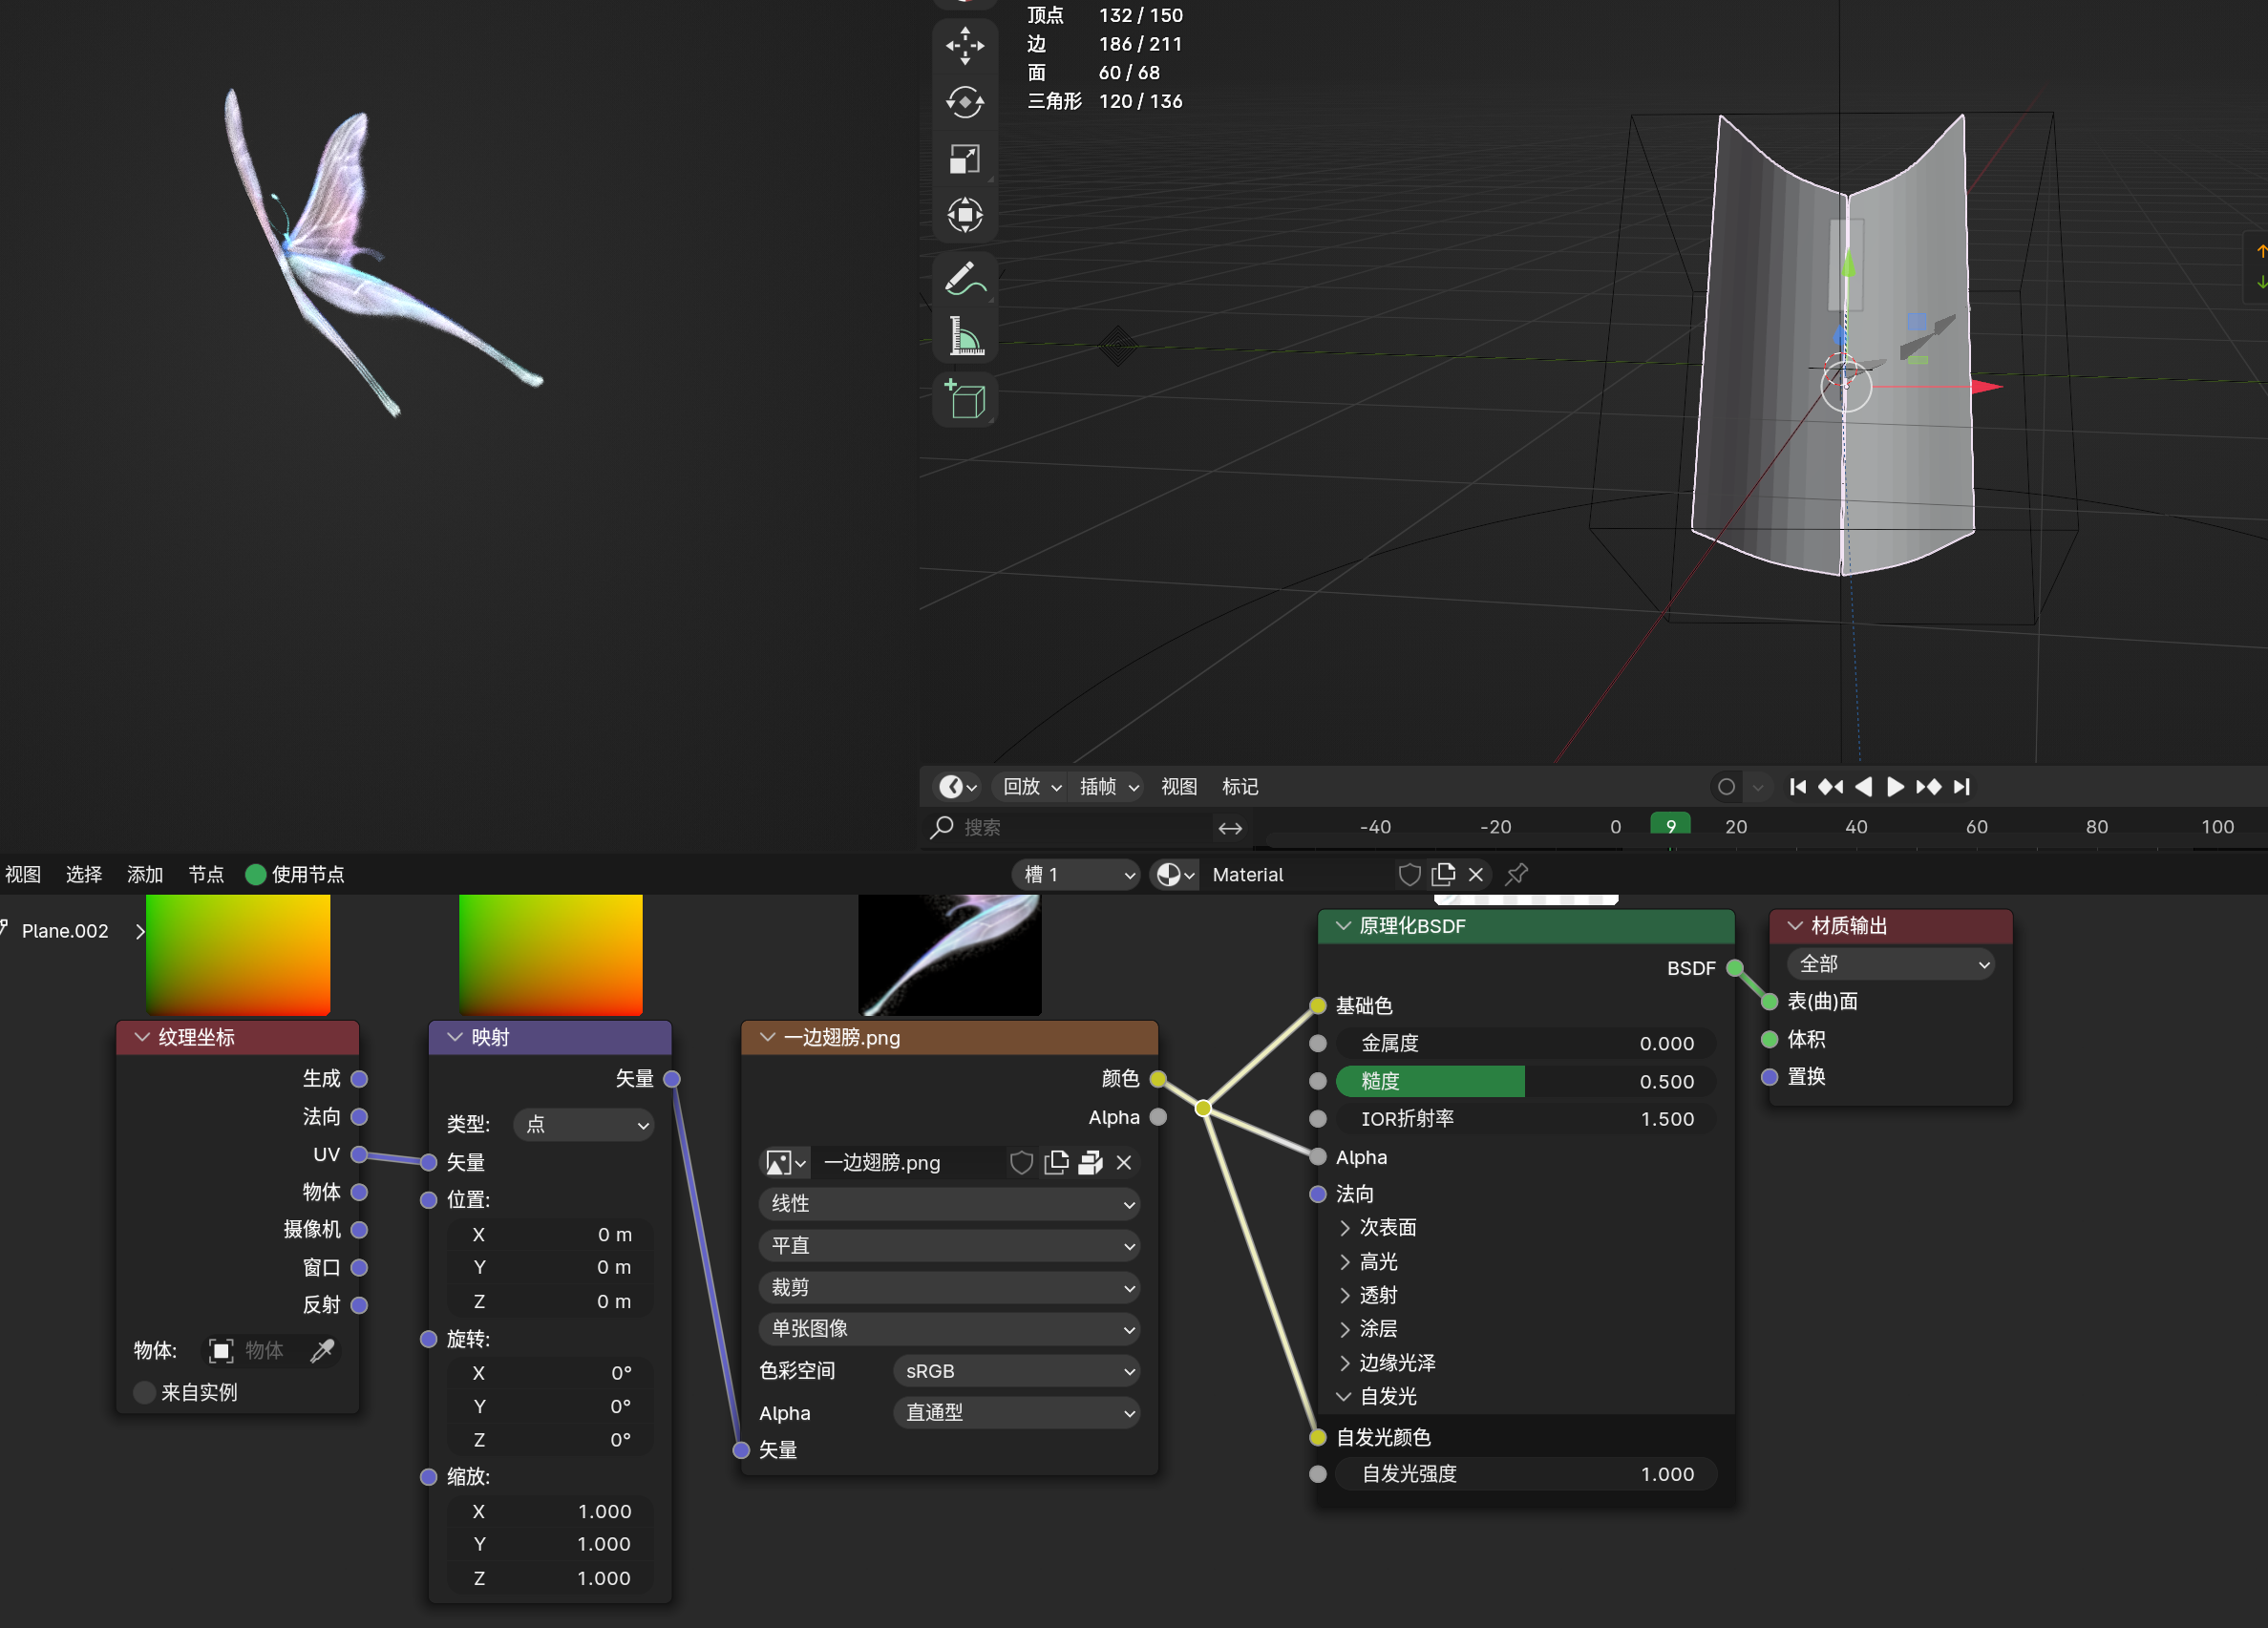 顶点 132 / 150
边 186 / 211
面 60 / 68
三角形 120 / 136
回放 插帧 视图 标记
搜索 -40 -20 0 9 20 40 60 80 100
视图 选择 添加 节点 使用节点 槽 1 Material
Plane.002
纹理坐标
生成
法向
UV
物体
摄像机
窗口
反射
物体: 物体
来自实例
映射
矢量
类型: 点
矢量
位置:
X 0 m
Y 0 m
Z 0 m
旋转:
X 0°
Y 0°
Z 0°
缩放:
X 1.000
Y 1.000
Z 1.000
一边翅膀.png
颜色
Alpha
一边翅膀.png
线性
平直
裁剪
单张图像
色彩空间 sRGB
Alpha 直通型
矢量
原理化BSDF
BSDF
基础色
金属度 0.000
糙度 0.500
IOR折射率 1.500
Alpha
法向
次表面
高光
透射
涂层
边缘光泽
自发光
自发光颜色
自发光强度 1.000
材质输出
全部
表(曲)面
体积
置换